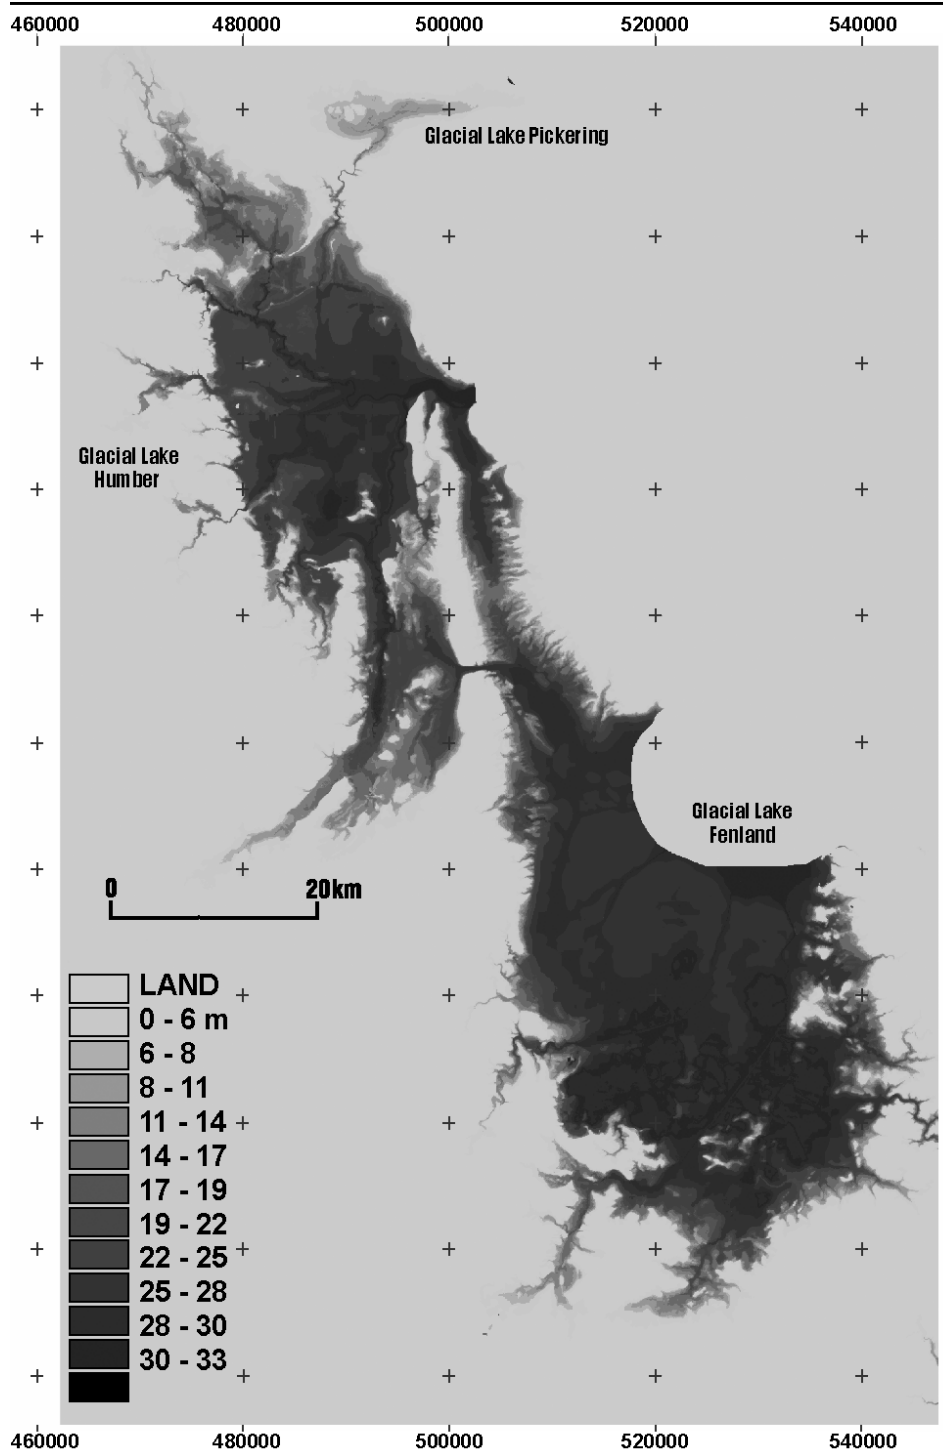 460000 480000 500000 520000 540000
Glacial Lake Pickering
Glacial Lake
Humber
Glacial Lake
Fenland
0 20km
LAND
0 - 6 m
6 - 8
8 - 11
11 - 14
14 - 17
17 - 19
19 - 22
22 - 25
25 - 28
28 - 30
30 - 33
460000 480000 500000 520000 540000